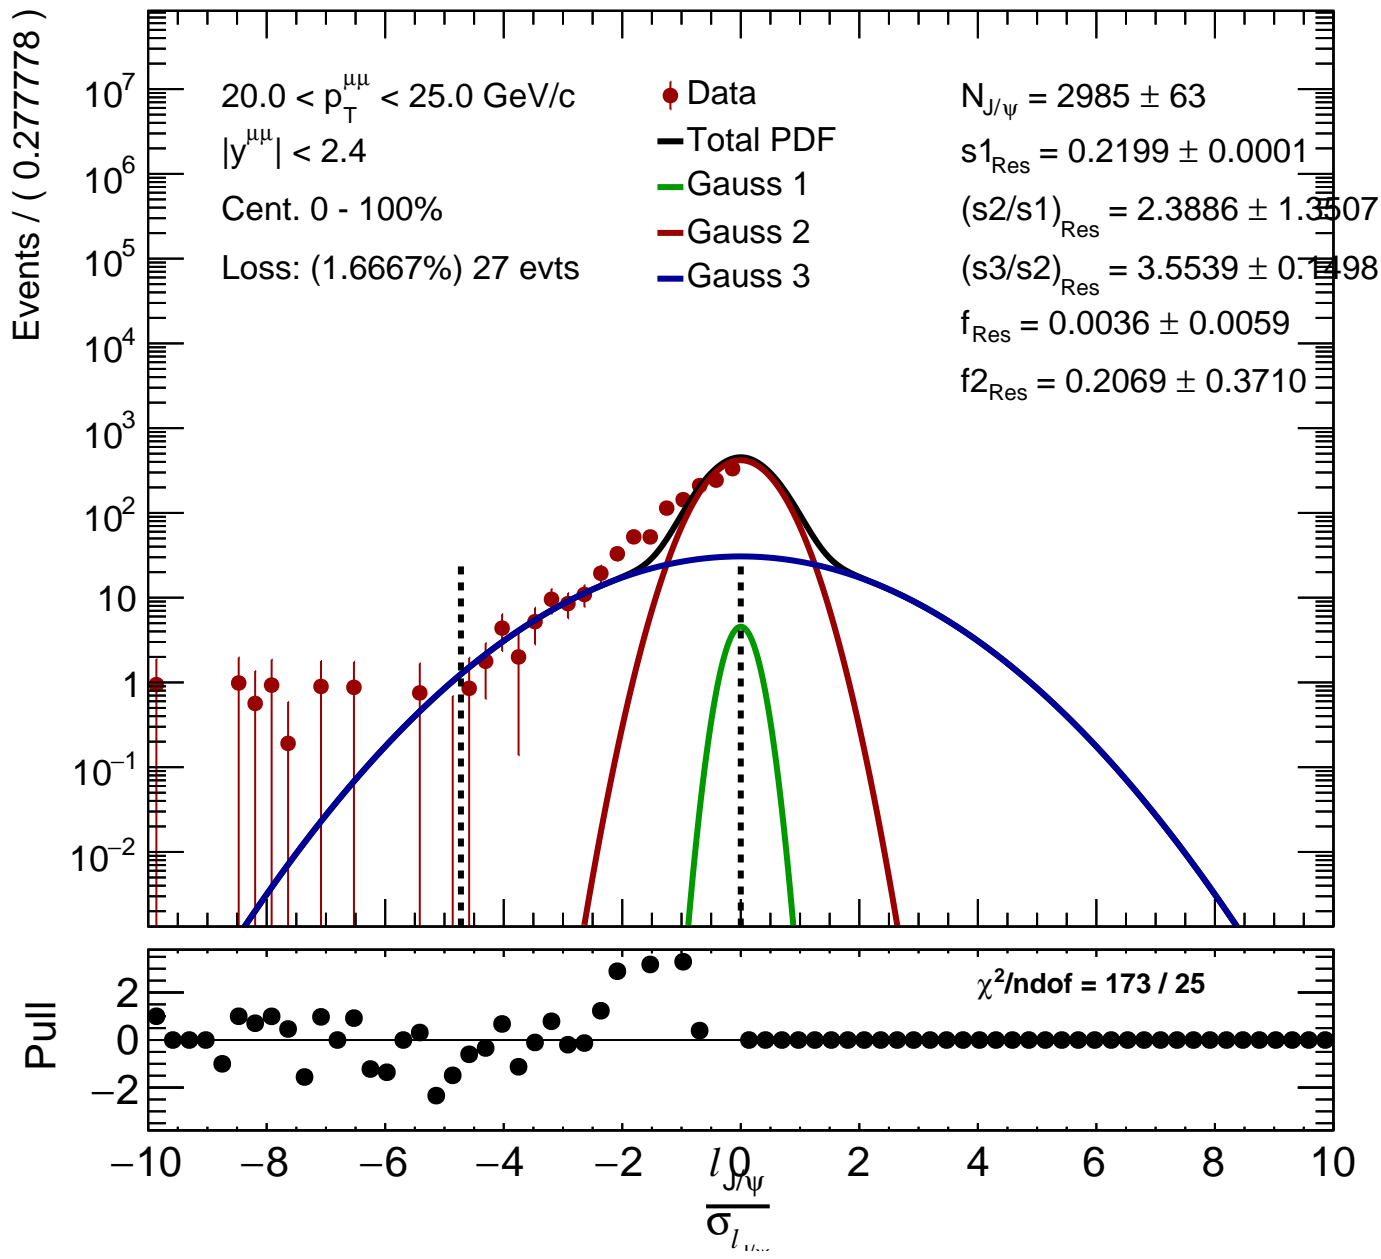 Events / ( 0.2777778 )
10^7
10^6
10^5
10^4
10^3
10^2
10
1
10^−1
10^−2
20.0 < p_T^μμ < 25.0 GeV/c
|y^μμ| < 2.4
Cent. 0 - 100%
Loss: (1.6667%) 27 evts
Data
Total PDF
Gauss 1
Gauss 2
Gauss 3
N_J/ψ = 2985 ± 63
s1_Res = 0.2199 ± 0.0001
(s2/s1)_Res = 2.3886 ± 1.3507
(s3/s2)_Res = 3.5539 ± 0.1498
f_Res = 0.0036 ± 0.0059
f2_Res = 0.2069 ± 0.3710
Pull
2
0
−2
χ²/ndof = 173 / 25
−10 −8 −6 −4 −2 0 2 4 6 8 10
l_J/ψ
σ_l_J/ψ